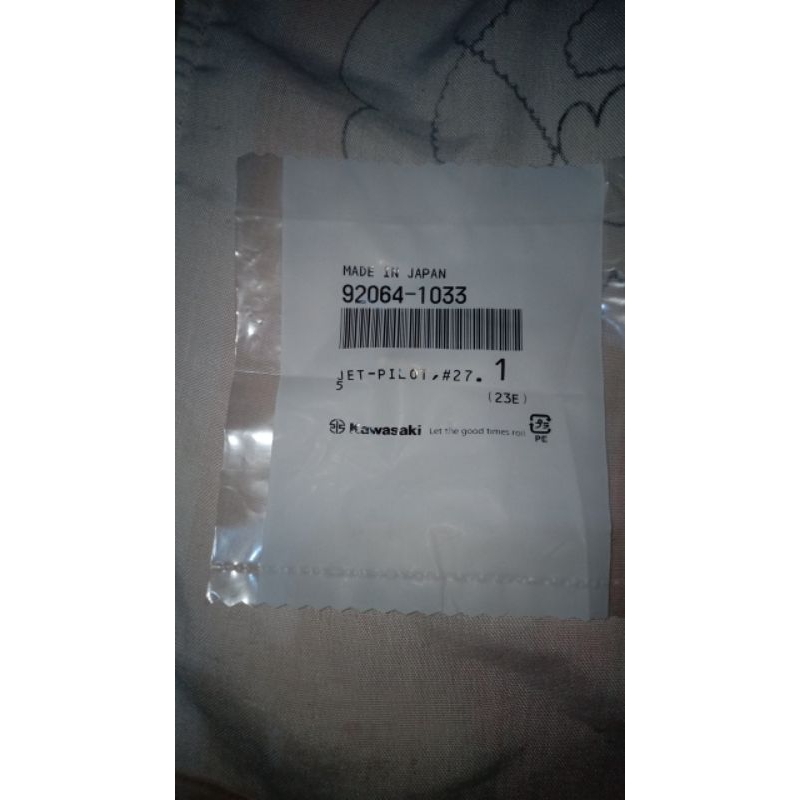 MADE IN JAPAN
92064-1033
JET-PILOT,#27. 1
5
(23E)
Kawasaki Let the good times roll
PE